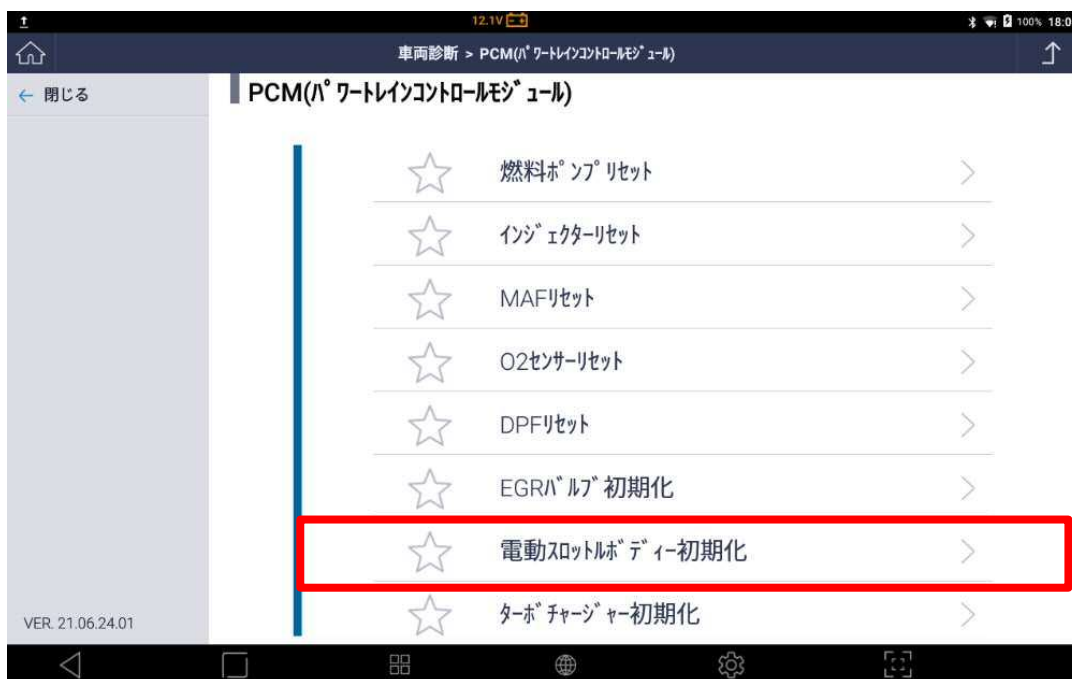 12.1V
100% 18:0
車両診断 > PCM(ﾊﾟﾜｰﾄﾚｲﾝｺﾝﾄﾛｰﾙﾓｼﾞｭｰﾙ)
← 閉じる
PCM(ﾊﾟﾜｰﾄﾚｲﾝｺﾝﾄﾛｰﾙﾓｼﾞｭｰﾙ)
燃料ﾎﾟﾝﾌﾟﾘｾｯﾄ
ｲﾝｼﾞｪｸﾀｰﾘｾｯﾄ
MAFﾘｾｯﾄ
O2ｾﾝｻｰﾘｾｯﾄ
DPFﾘｾｯﾄ
EGRﾊﾞﾙﾌﾞ初期化
電動ｽﾛｯﾄﾙﾎﾞﾃﾞｨｰ初期化
ﾀｰﾎﾞﾁｬｰｼﾞｬｰ初期化
VER. 21.06.24.01